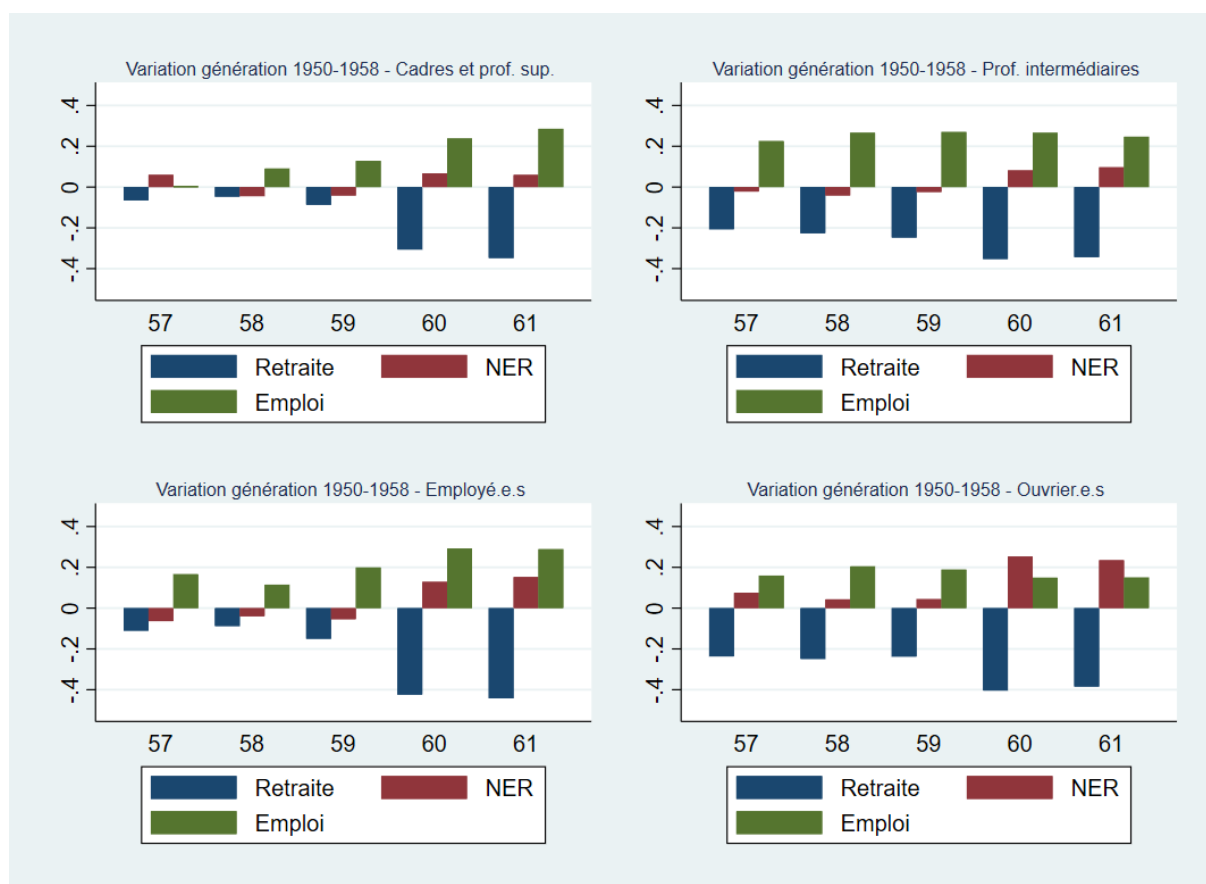 Variation génération 1950-1958 - Cadres et prof. sup.
.4
.2
0
-.2
-.4
57 58 59 60 61
Retraite NER
Emploi
Variation génération 1950-1958 - Prof. intermédiaires
.4
.2
0
-.2
-.4
57 58 59 60 61
Retraite NER
Emploi
Variation génération 1950-1958 - Employé.e.s
.4
.2
0
-.2
-.4
57 58 59 60 61
Retraite NER
Emploi
Variation génération 1950-1958 - Ouvrier.e.s
.4
.2
0
-.2
-.4
57 58 59 60 61
Retraite NER
Emploi